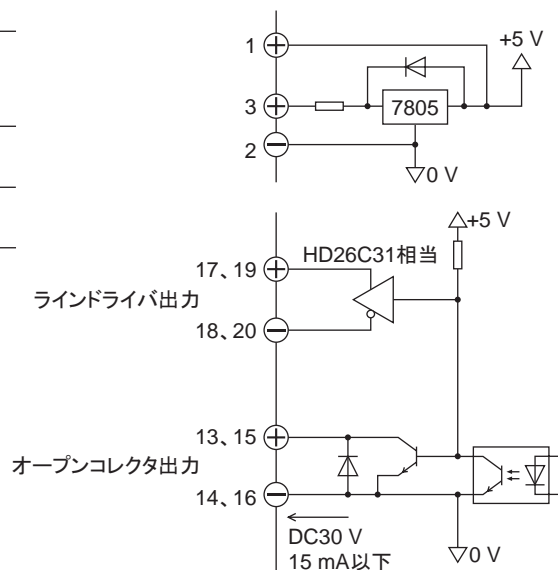 +5 V
1
3
7805
2
0 V
+5 V
HD26C31相当
17、19
ラインドライバ出力
18、20
13、15
オープンコレクタ出力
14、16
DC30 V
15 mA以下
0 V